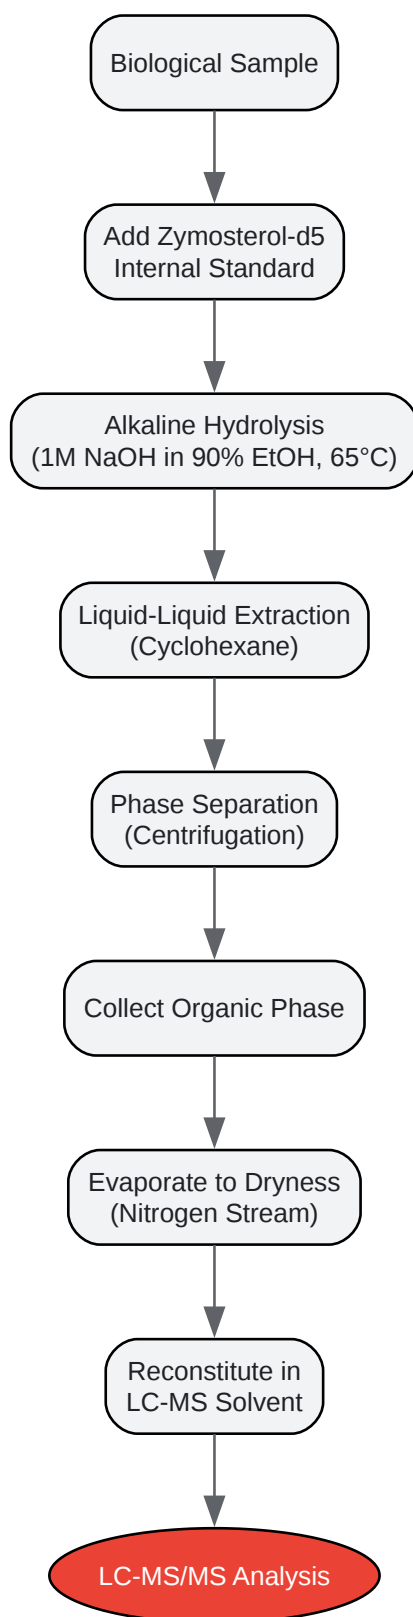 Biological Sample
Add Zymosterol-d5
Internal Standard
Alkaline Hydrolysis
(1M NaOH in 90% EtOH, 65°C)
Liquid-Liquid Extraction
(Cyclohexane)
Phase Separation
(Centrifugation)
Collect Organic Phase
Evaporate to Dryness
(Nitrogen Stream)
Reconstitute in
LC-MS Solvent
LC-MS/MS Analysis